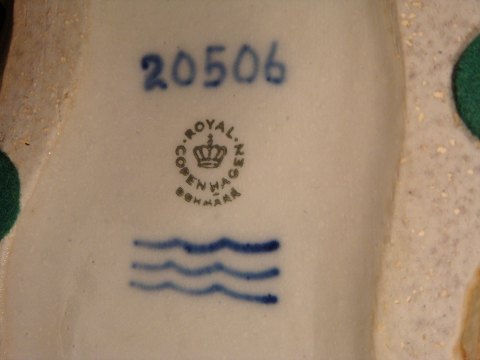 20506
ROYAL
COPENHAGEN
DENMARK